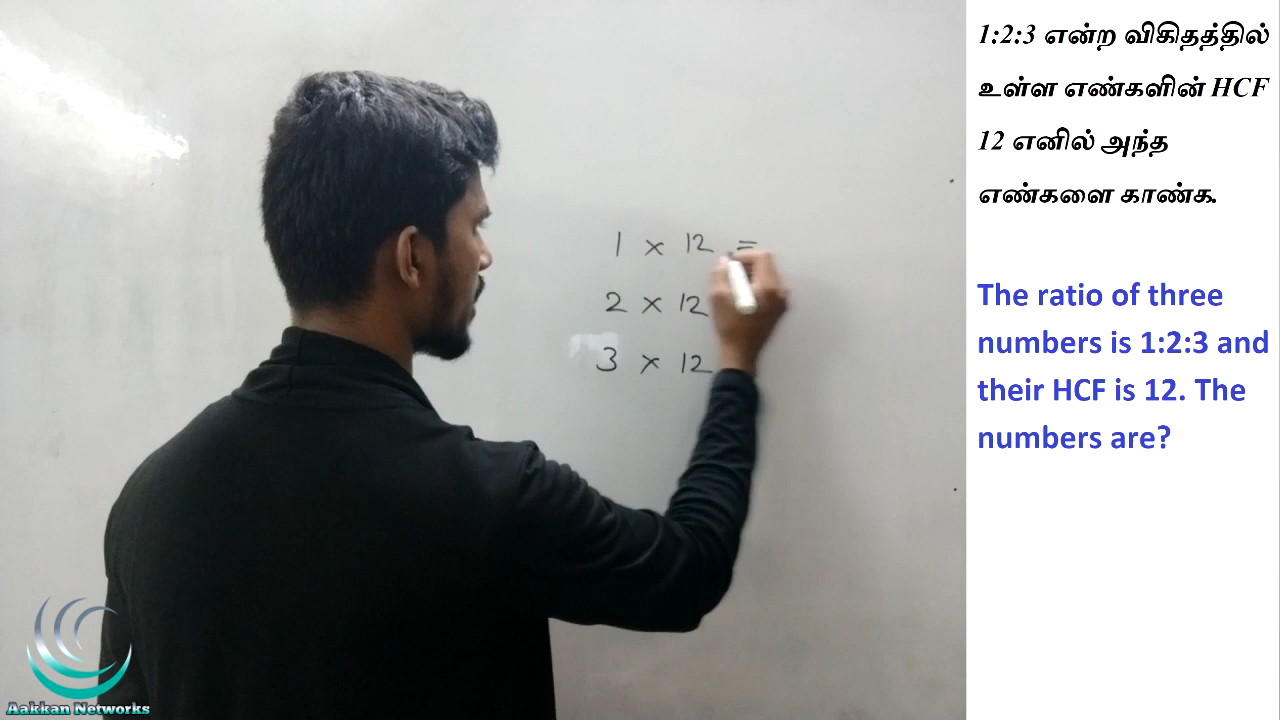 1:2:3 என்ற விகிதத்தில்
உள்ள எண்களின் HCF
12 எனில் அந்த
எண்களை காண்க.
The ratio of three
numbers is 1:2:3 and
their HCF is 12. The
numbers are?
1 × 12 =
2 × 12
3 × 12
Aakkan Networks